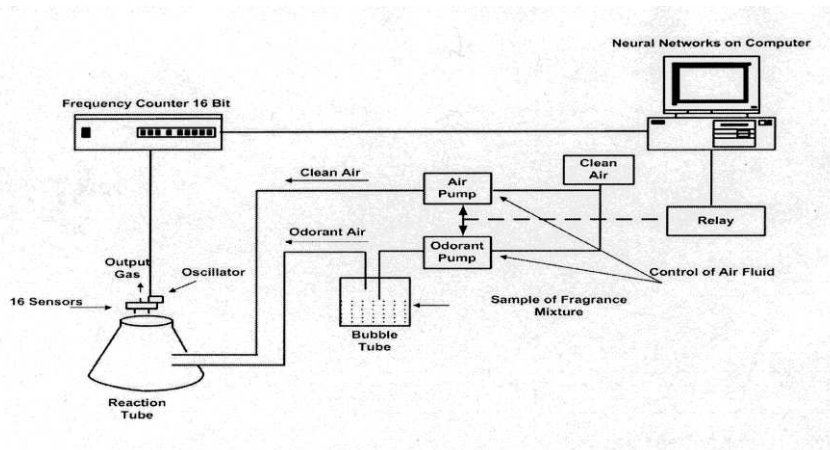 Neural Networks on Computer
Frequency Counter 16 Bit
Clean Air
Air
Pump
Clean
Air
Relay
Odorant Air
Odorant
Pump
Control of Air Fluid
Output
Gas
Oscillator
16 Sensors
Sample of Fragrance
Mixture
Bubble
Tube
Reaction
Tube